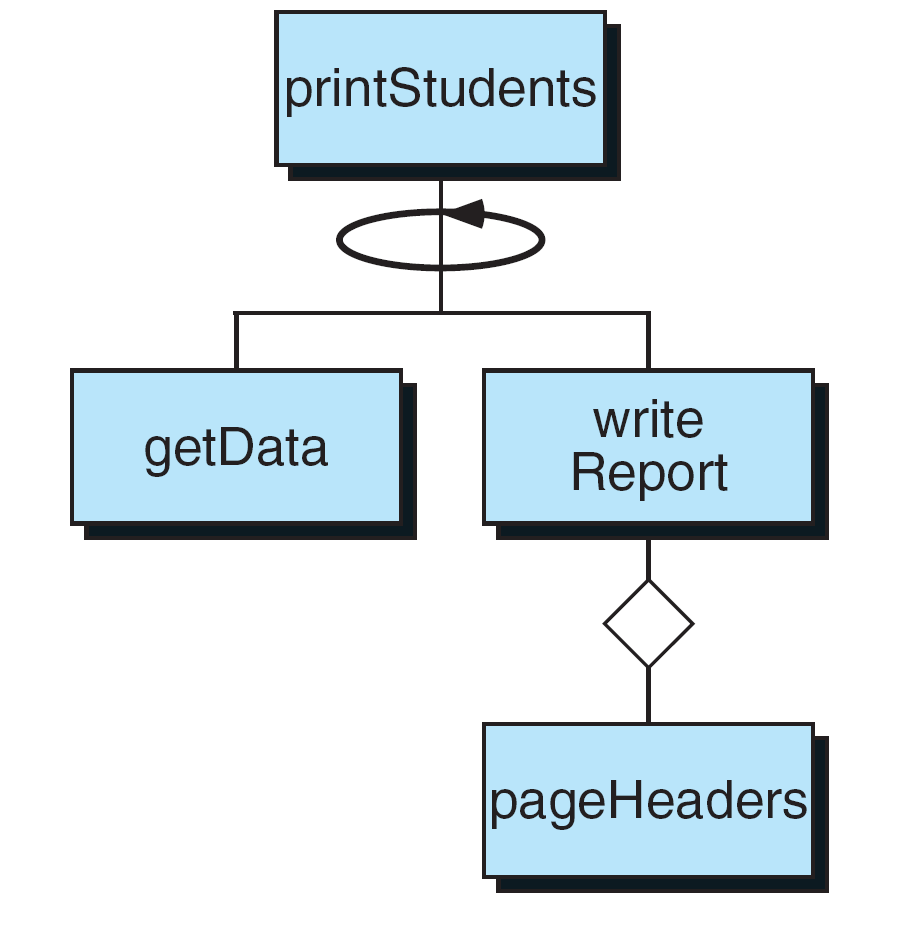 printStudents
getData
write
Report
pageHeaders